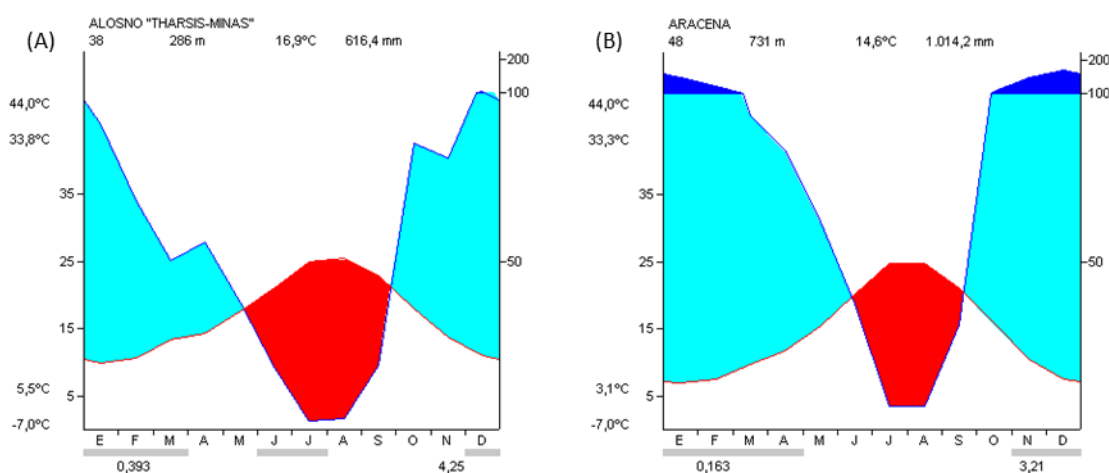 (A)
ALOSNO "THARSIS-MINAS"
38 286 m 16,9ºC 616,4 mm
200
100
44,0ºC
33,8ºC
35
25
50
15
5,5ºC
5
-7,0ºC
E F M A M J J A S O N D
0,393 4,25
(B)
ARACENA
48 731 m 14,6ºC 1.014,2 mm
200
100
44,0ºC
33,3ºC
35
25
50
15
3,1ºC
5
-7,0ºC
E F M A M J J A S O N D
0,163 3,21